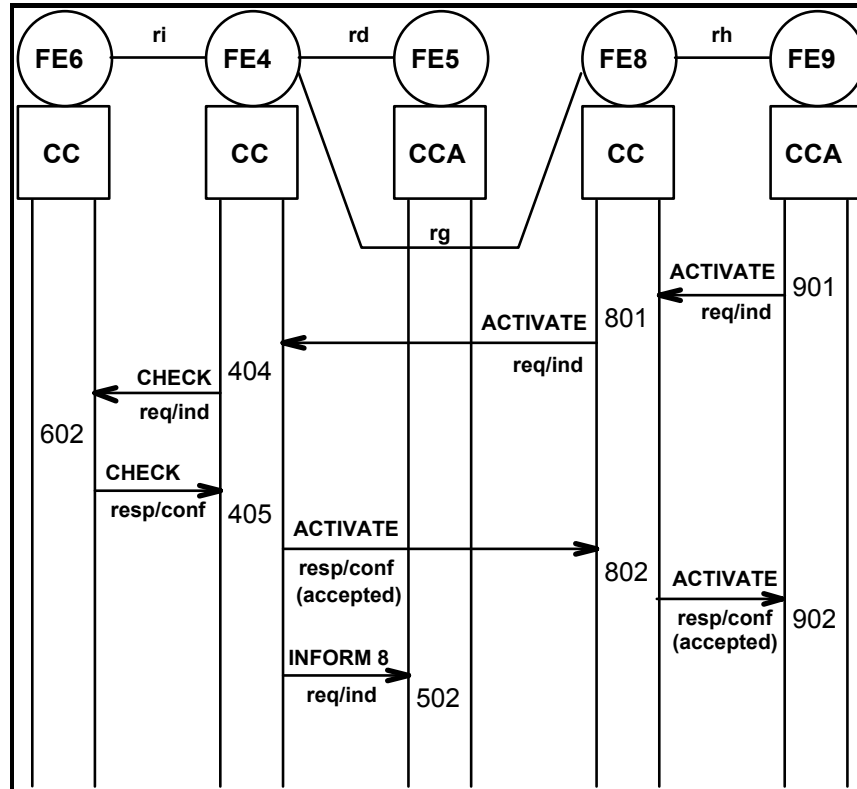 FE6 ri FE4 rd FE5 FE8 rh FE9
CC CC CCA CC CCA
rg
ACTIVATE
901
req/ind
801
ACTIVATE
req/ind
404
CHECK
req/ind
602
CHECK
resp/conf
405
ACTIVATE
resp/conf
(accepted)
802
ACTIVATE
resp/conf
(accepted)
902
INFORM 8
req/ind
502